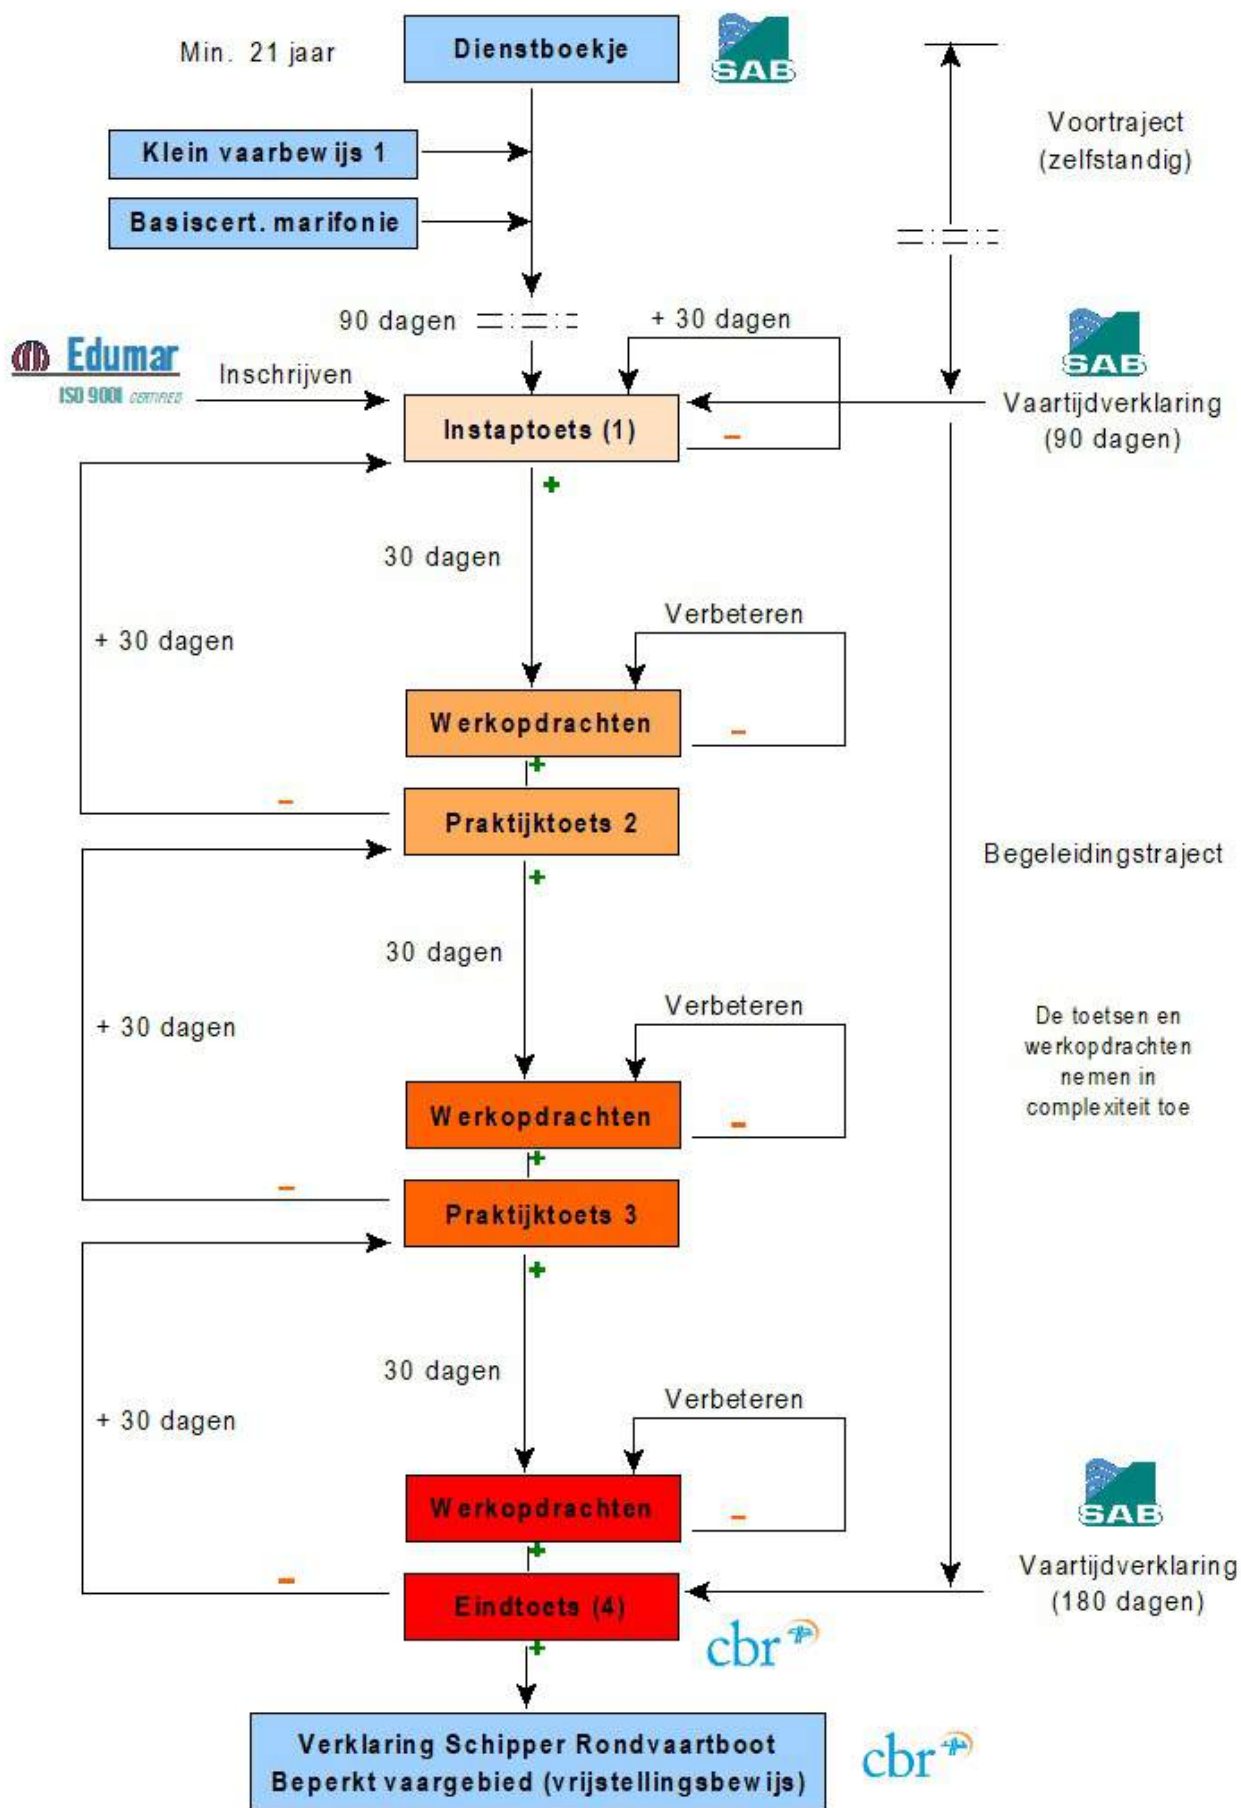 Min. 21 jaar
Dienstboekje
SAB
Voortraject
(zelfstandig)
Klein vaarbewijs 1
Basiscert. marifonie
90 dagen
+ 30 dagen
Edumar
ISO 9001 CERTIFIED
Inschrijven
SAB
Vaartijdverklaring
(90 dagen)
Instaptoets (1)
-
+
30 dagen
+ 30 dagen
Verbeteren
Werkopdrachten
-
+
-
Praktijktoets 2
+
Begeleidingstraject
30 dagen
+ 30 dagen
Verbeteren
De toetsen en
werkopdrachten
nemen in
complexiteit toe
Werkopdrachten
-
+
-
Praktijktoets 3
+
30 dagen
+ 30 dagen
Verbeteren
Werkopdrachten
-
+
-
SAB
Vaartijdverklaring
(180 dagen)
Eindtoets (4)
+
cbr
Verklaring Schipper Rondvaartboot
Beperkt vaargebied (vrijstellingsbewijs)
cbr